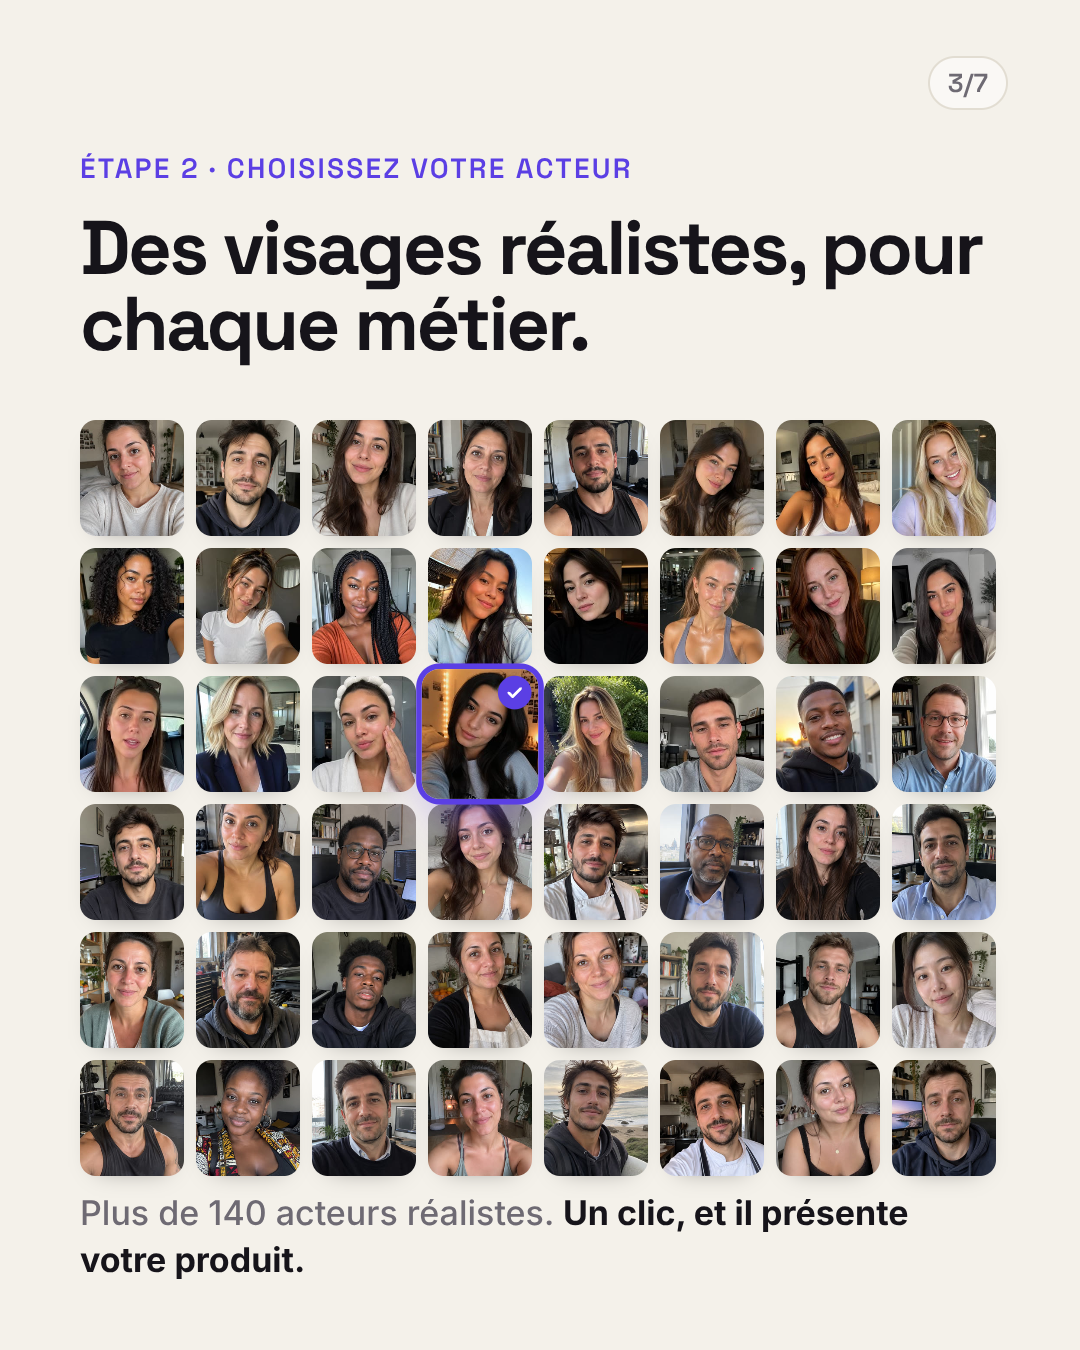 3/7
ÉTAPE 2 · CHOISISSEZ VOTRE ACTEUR
Des visages réalistes, pour
chaque métier.
Plus de 140 acteurs réalistes. Un clic, et il présente
votre produit.